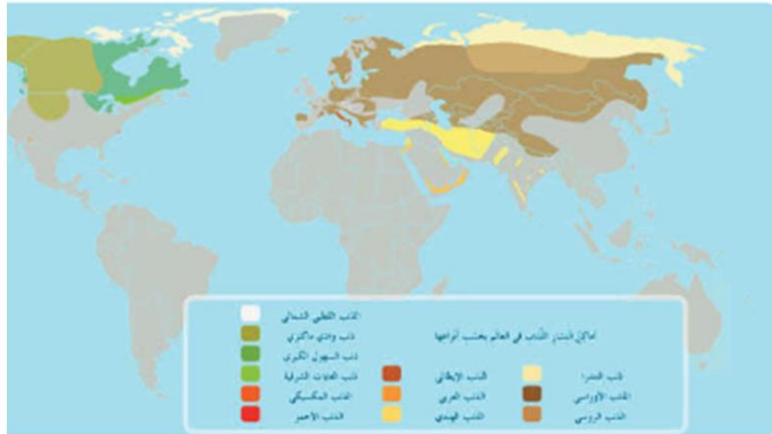 الذئب القطبي الشمالي
أماكن انتشار الذئاب في العالم بحسب أنواعها
ذئب وادي ماكنزي
ذئب السهول الكبرى
ذئب التندرا
الذئب الإيطالي
ذئب الغابات الشرقية
الذئب الأوراسي
الذئب العربي
الذئب المكسيكي
الذئب الروسي
الذئب الهندي
الذئب الأحمر